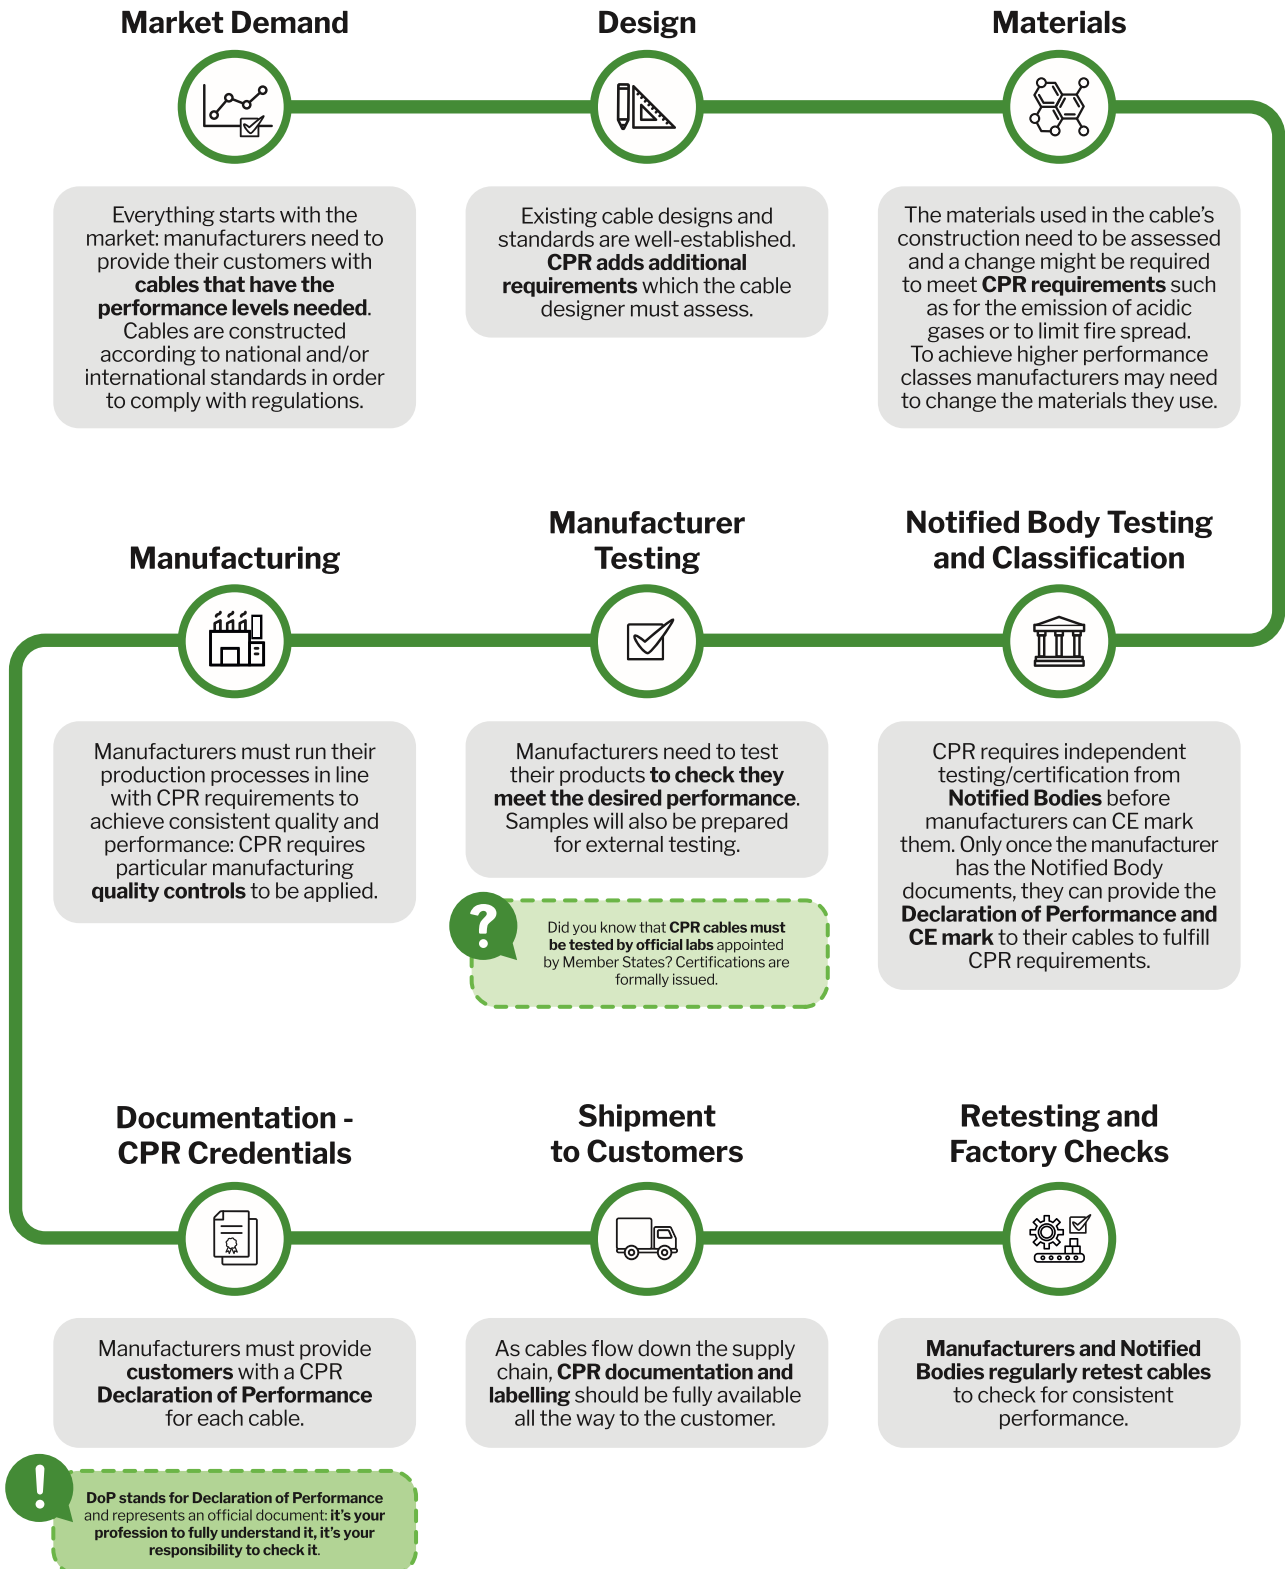 Market Demand
Everything starts with the
market: manufacturers need to
provide their customers with
cables that have the
performance levels needed.
Cables are constructed
according to national and/or
international standards in order
to comply with regulations.
Design
Existing cable designs and
standards are well-established.
CPR adds additional
requirements which the cable
designer must assess.
Materials
The materials used in the cable's
construction need to be assessed
and a change might be required
to meet CPR requirements such
as for the emission of acidic
gases or to limit fire spread.
To achieve higher performance
classes manufacturers may need
to change the materials they use.
Manufacturing
Manufacturers must run their
production processes in line
with CPR requirements to
achieve consistent quality and
performance: CPR requires
particular manufacturing
quality controls to be applied.
Manufacturer
Testing
Manufacturers need to test
their products to check they
meet the desired performance.
Samples will also be prepared
for external testing.
?
Did you know that CPR cables must
be tested by official labs appointed
by Member States? Certifications are
formally issued.
Notified Body Testing
and Classification
CPR requires independent
testing/certification from
Notified Bodies before
manufacturers can CE mark
them. Only once the manufacturer
has the Notified Body
documents, they can provide the
Declaration of Performance and
CE mark to their cables to fulfill
CPR requirements.
Documentation -
CPR Credentials
Manufacturers must provide
customers with a CPR
Declaration of Performance
for each cable.
!
DoP stands for Declaration of Performance
and represents an official document: it's your
profession to fully understand it, it's your
responsibility to check it.
Shipment
to Customers
As cables flow down the supply
chain, CPR documentation and
labelling should be fully available
all the way to the customer.
Retesting and
Factory Checks
Manufacturers and Notified
Bodies regularly retest cables
to check for consistent
performance.